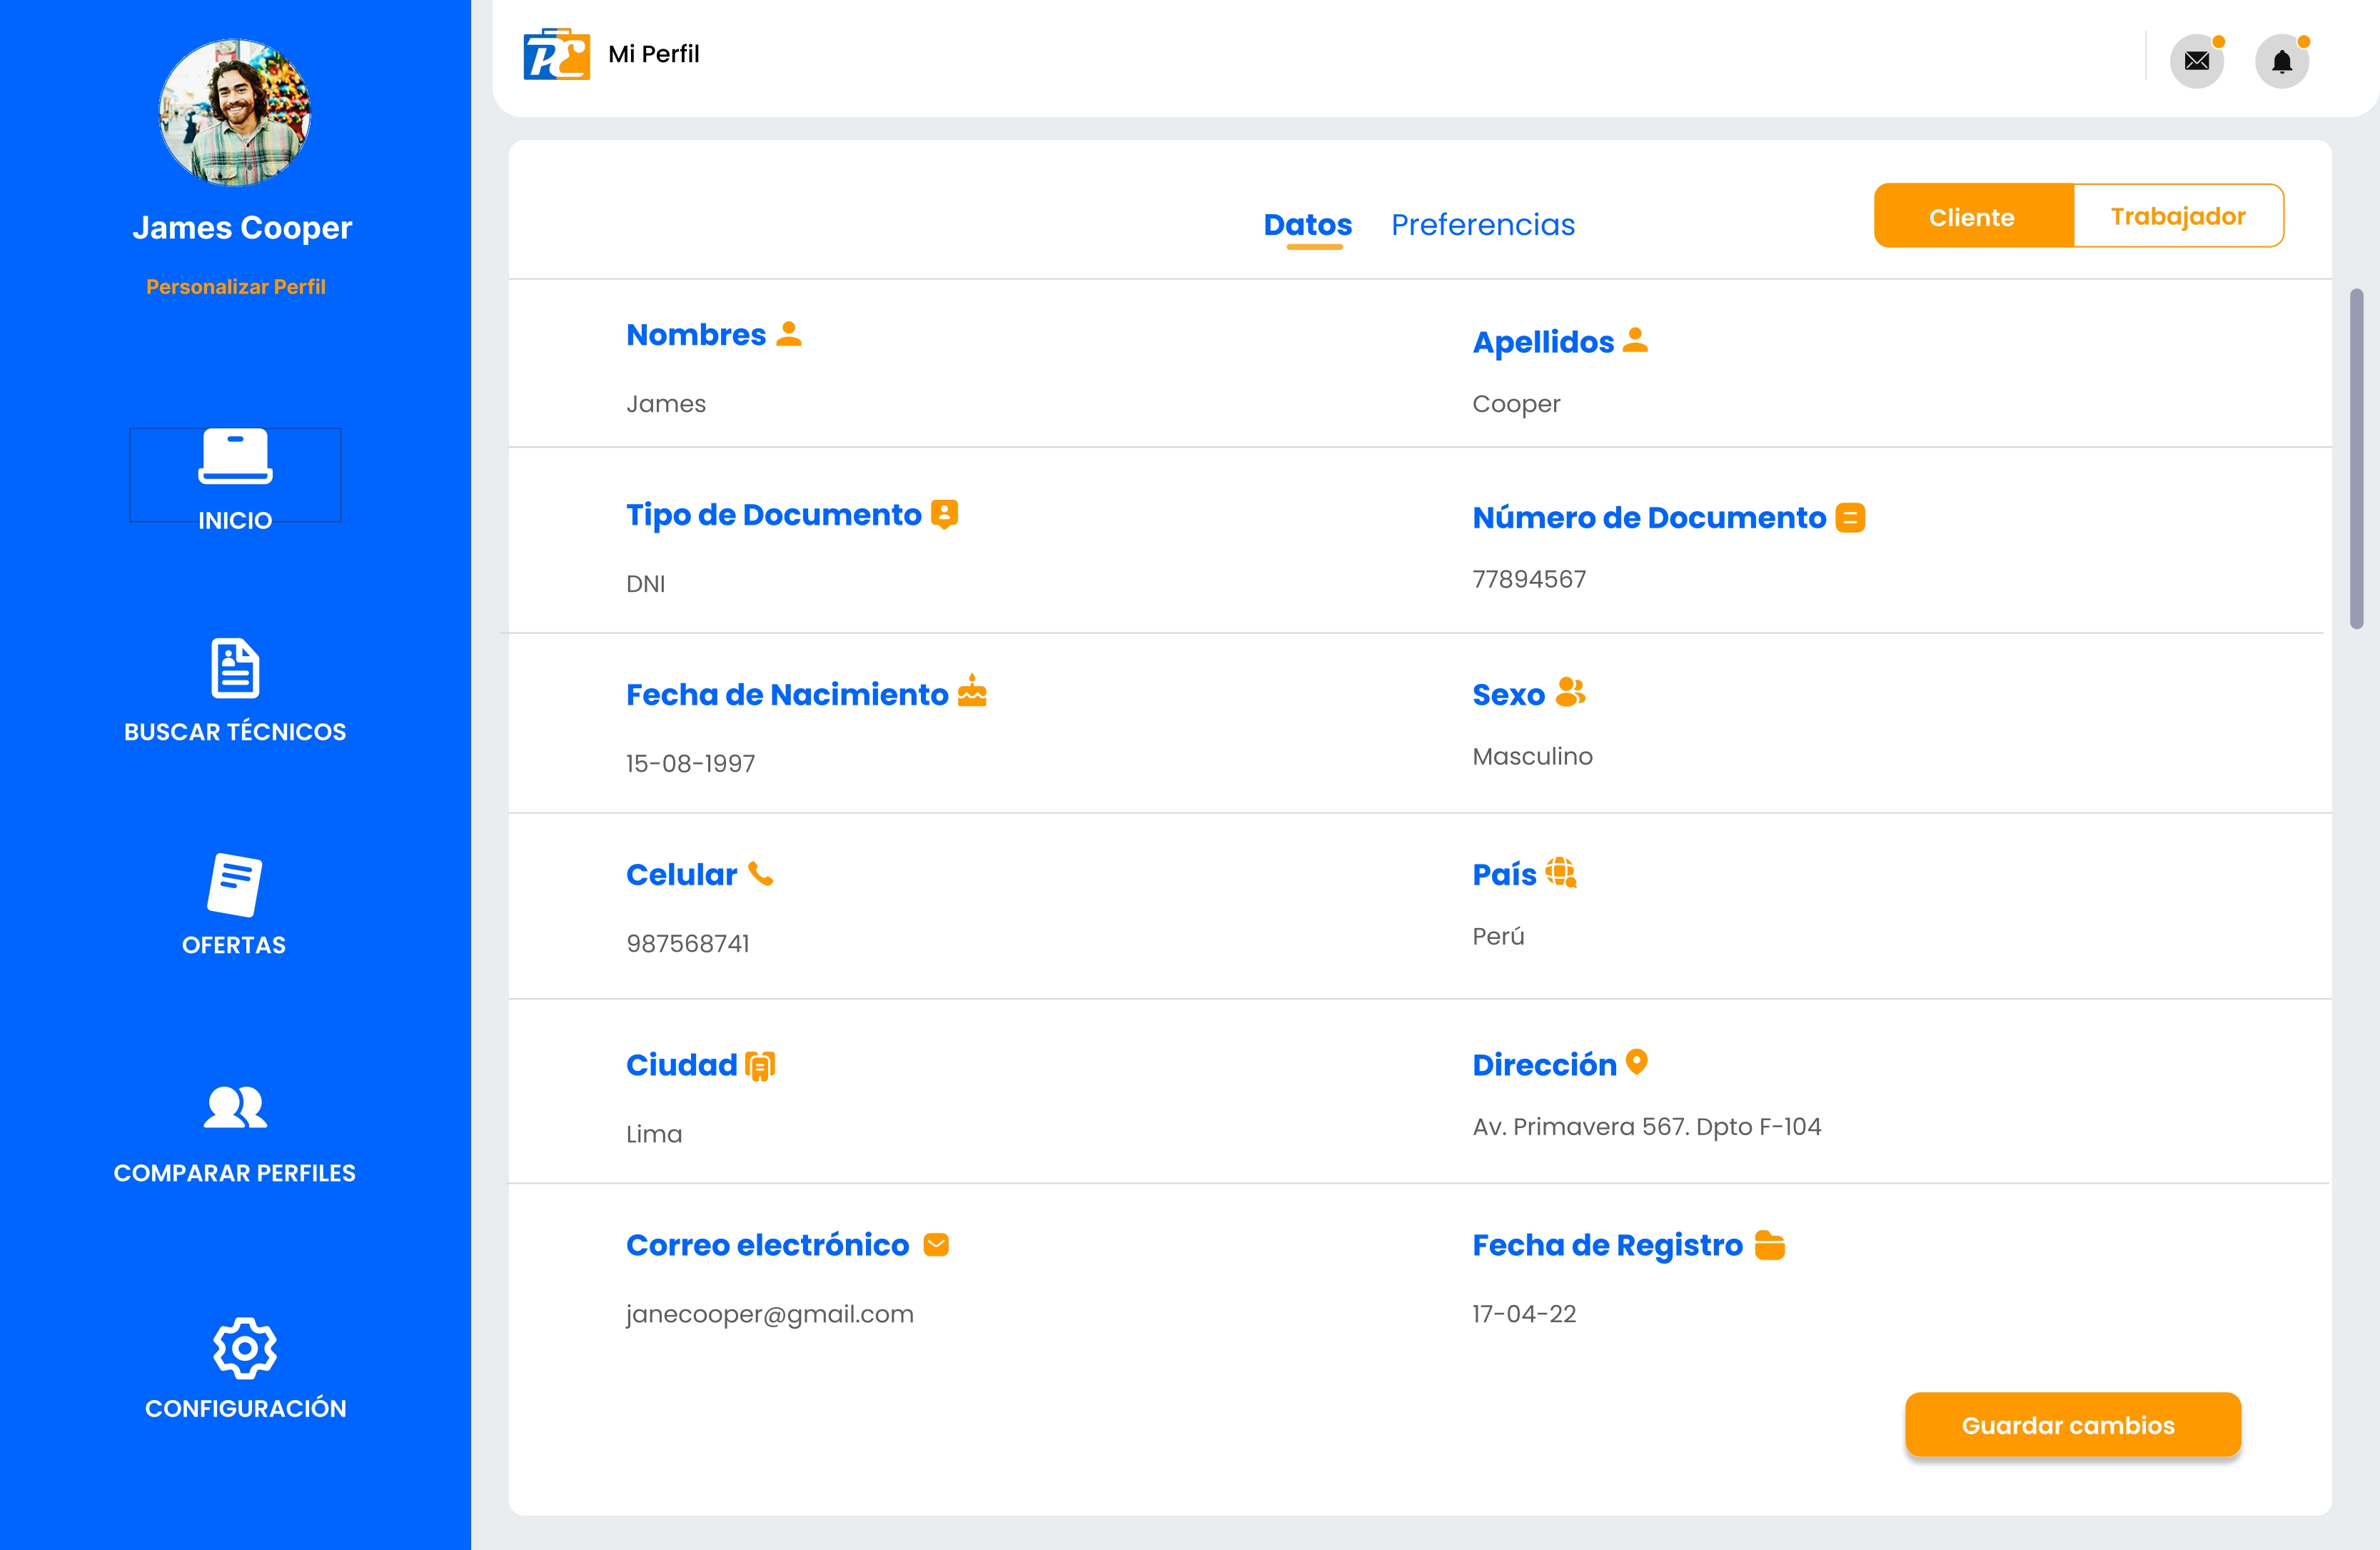 James Cooper
Personalizar Perfil
INICIO
BUSCAR TÉCNICOS
OFERTAS
COMPARAR PERFILES
CONFIGURACIÓN
Mi Perfil
Datos Preferencias
Cliente Trabajador
Nombres Apellidos
James Cooper
Tipo de Documento Número de Documento
DNI 77894567
Fecha de Nacimiento Sexo
15-08-1997 Masculino
Celular País
987568741 Perú
Ciudad Dirección
Lima Av. Primavera 567. Dpto F-104
Correo electrónico Fecha de Registro
janecooper@gmail.com 17-04-22
Guardar cambios